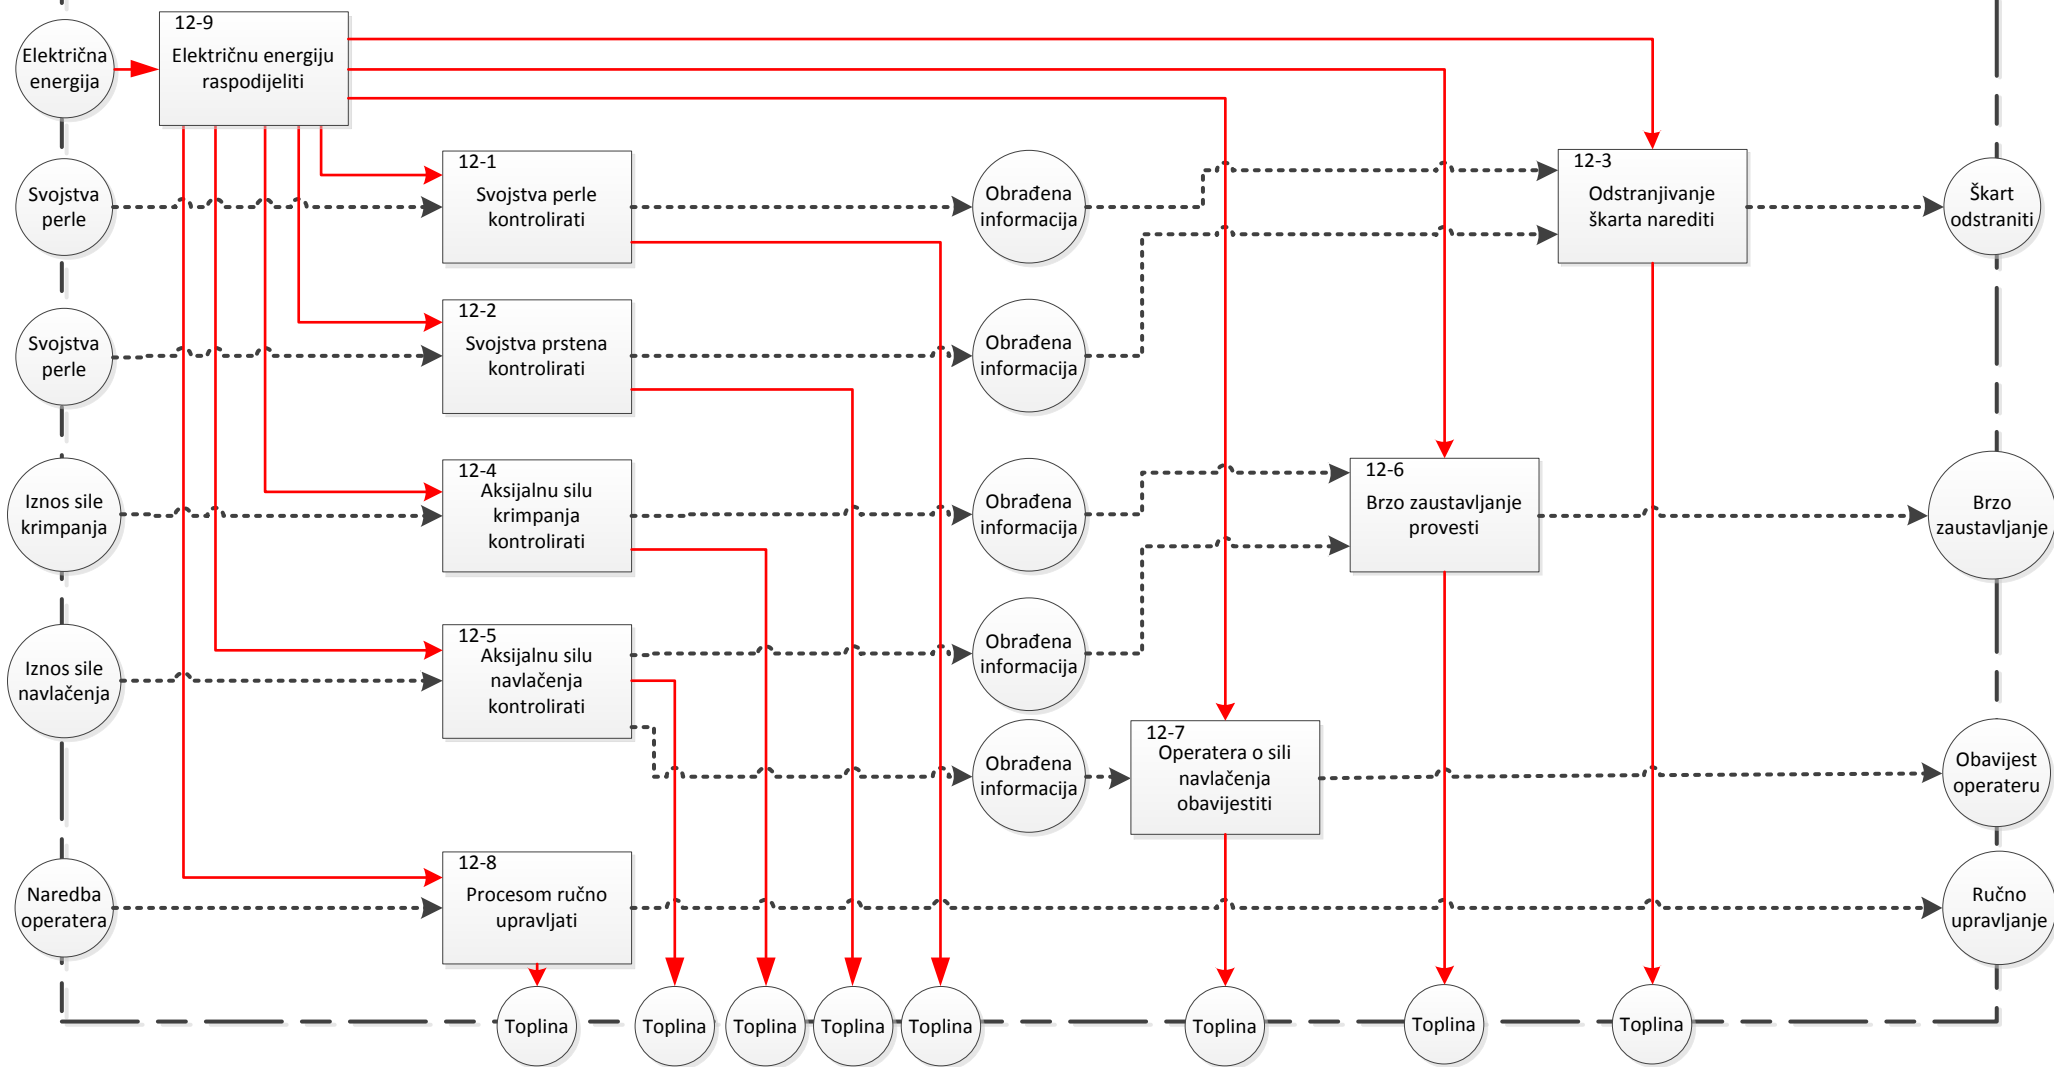 12-9
Električna
energija
Električnu energiju
raspodijeliti
12-1
Svojstva
perle
Svojstva perle
kontrolirati
Obrađena
informacija
12-3
Odstranjivanje
škarta narediti
Škart
odstraniti
12-2
Svojstva
perle
Svojstva prstena
kontrolirati
Obrađena
informacija
12-4
Iznos sile
krimpanja
Aksijalnu silu
krimpanja
kontrolirati
Obrađena
informacija
12-6
Brzo zaustavljanje
provesti
Brzo
zaustavljanje
12-5
Iznos sile
navlačenja
Aksijalnu silu
navlačenja
kontrolirati
Obrađena
informacija
Obrađena
informacija
12-7
Operatera o sili
navlačenja
obavijestiti
Obavijest
operateru
12-8
Naredba
operatera
Procesom ručno
upravljati
Ručno
upravljanje
Toplina
Toplina
Toplina
Toplina
Toplina
Toplina
Toplina
Toplina